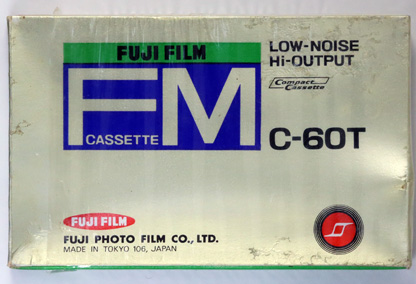 FUJI FILM
FM
CASSETTE
LOW-NOISE
Hi-OUTPUT
Compact
Cassette
C-60T
FUJI FILM
FUJI PHOTO FILM CO., LTD.
MADE IN TOKYO 106, JAPAN